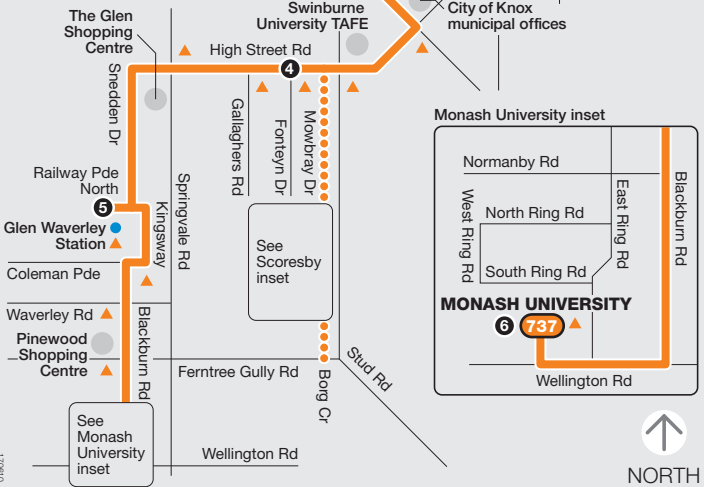 The Glen
Shopping
Centre
Swinburne
University TAFE
City of Knox
municipal offices
High Street Rd
4
Snedden Dr
Gallaghers Rd
Fonteyn Dr
Mowbray Dr
Railway Pde
North
5
Glen Waverley
Station
Kingsway
Springvale Rd
See
Scoresby
inset
Coleman Pde
Waverley Rd
Pinewood
Shopping
Centre
Blackburn Rd
Ferntree Gully Rd
Borg Cr
Stud Rd
See
Monash
University
inset
Wellington Rd
Monash University inset
Normanby Rd
West Ring Rd
North Ring Rd
East Ring Rd
Blackburn Rd
South Ring Rd
MONASH UNIVERSITY
6 737
Wellington Rd
NORTH